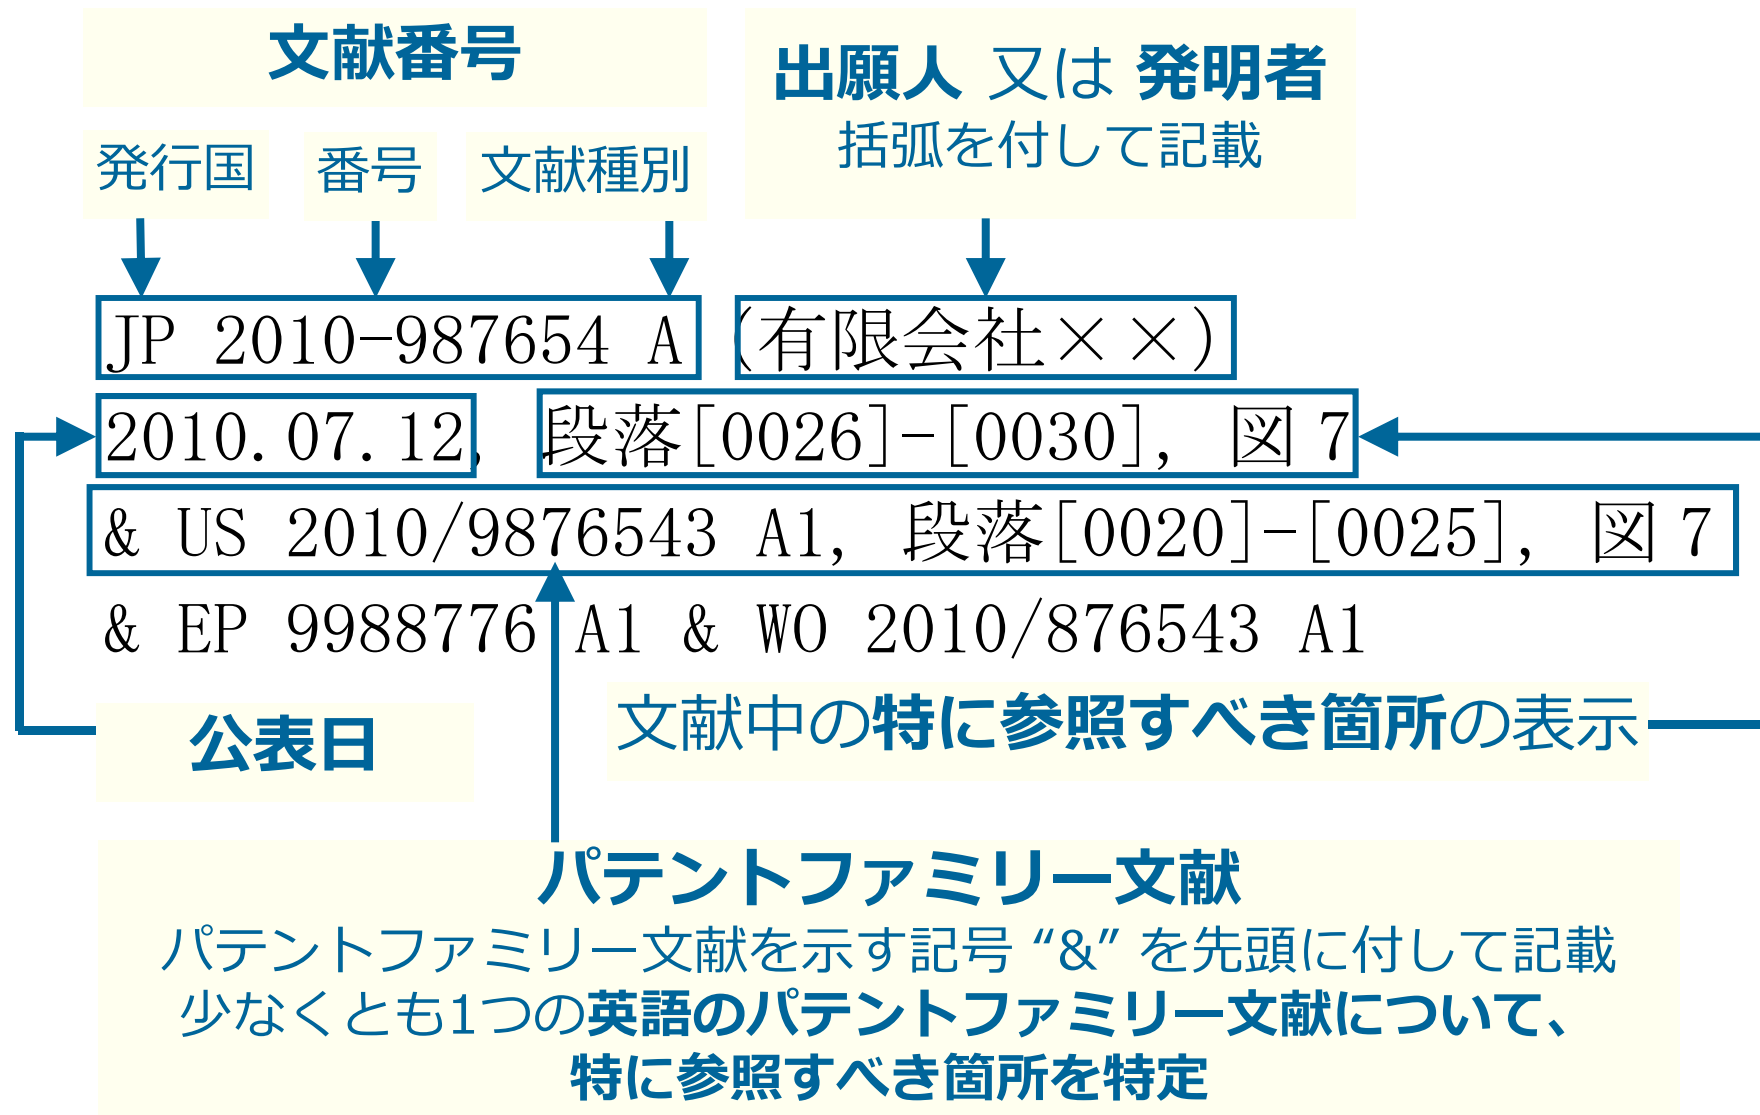 文献番号
出願人 又は 発明者
括弧を付して記載
発行国 番号 文献種別
JP 2010-987654 A (有限会社××)
2010.07.12, 段落[0026]-[0030], 図7
& US 2010/9876543 A1, 段落[0020]-[0025], 図7
& EP 9988776 A1 & WO 2010/876543 A1
文献中の特に参照すべき箇所の表示
公表日
パテントファミリー文献
パテントファミリー文献を示す記号 “&” を先頭に付して記載
少なくとも1つの英語のパテントファミリー文献について、
特に参照すべき箇所を特定